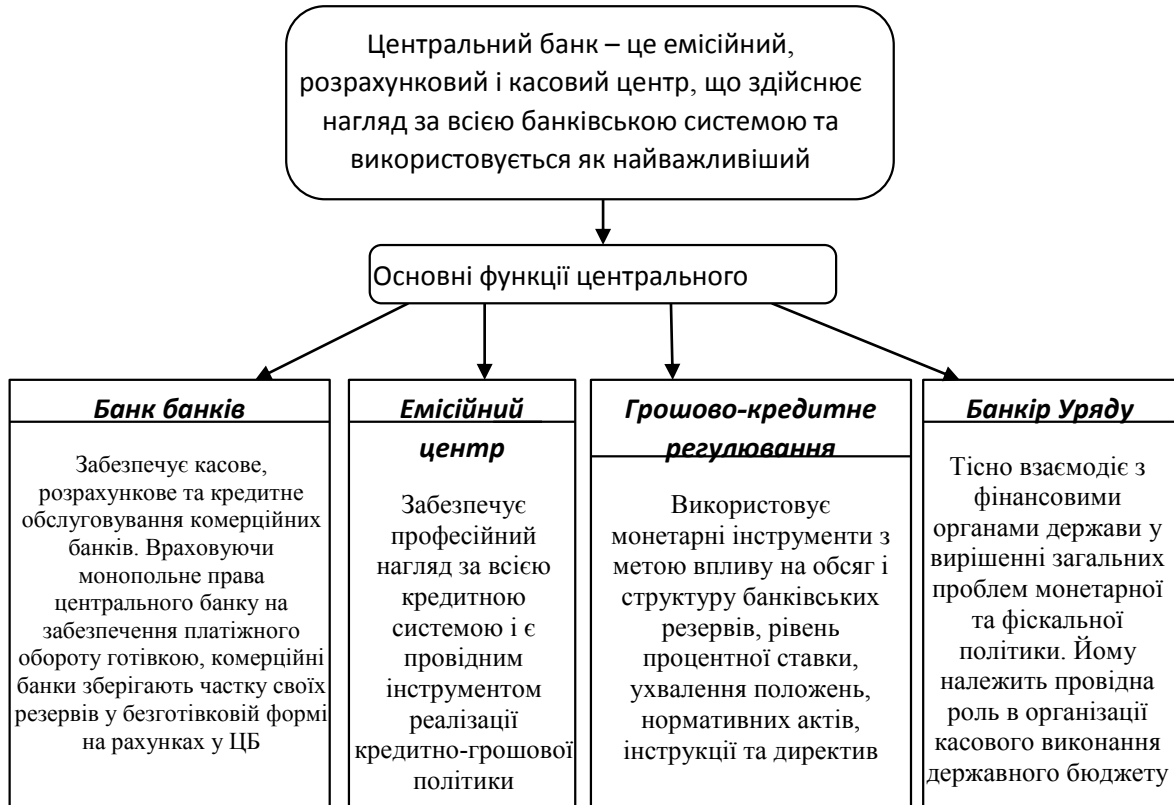 Центральний банк – це емісійний,
розрахунковий і касовий центр, що здійснює
нагляд за всією банківською системою та
використовується як найважливіший
Основні функції центрального
Банк банків
Забезпечує касове,
розрахункове та кредитне
обслуговування комерційних
банків. Враховуючи
монопольне права
центрального банку на
забезпечення платіжного
обороту готівкою, комерційні
банки зберігають частку своїх
резервів у безготівковій формі
на рахунках у ЦБ
Емісійний
центр
Забезпечує
професійний
нагляд за всією
кредитною
системою і є
провідним
інструментом
реалізації
кредитно-грошової
політики
Грошово-кредитне
регулювання
Використовує
монетарні інструменти з
метою впливу на обсяг і
структуру банківських
резервів, рівень
процентної ставки,
ухвалення положень,
нормативних актів,
інструкції та директив
Банкір Уряду
Тісно взаємодіє з
фінансовими
органами держави у
вирішенні загальних
проблем монетарної
та фіскальної
політики. Йому
належить провідна
роль в організації
касового виконання
державного бюджету